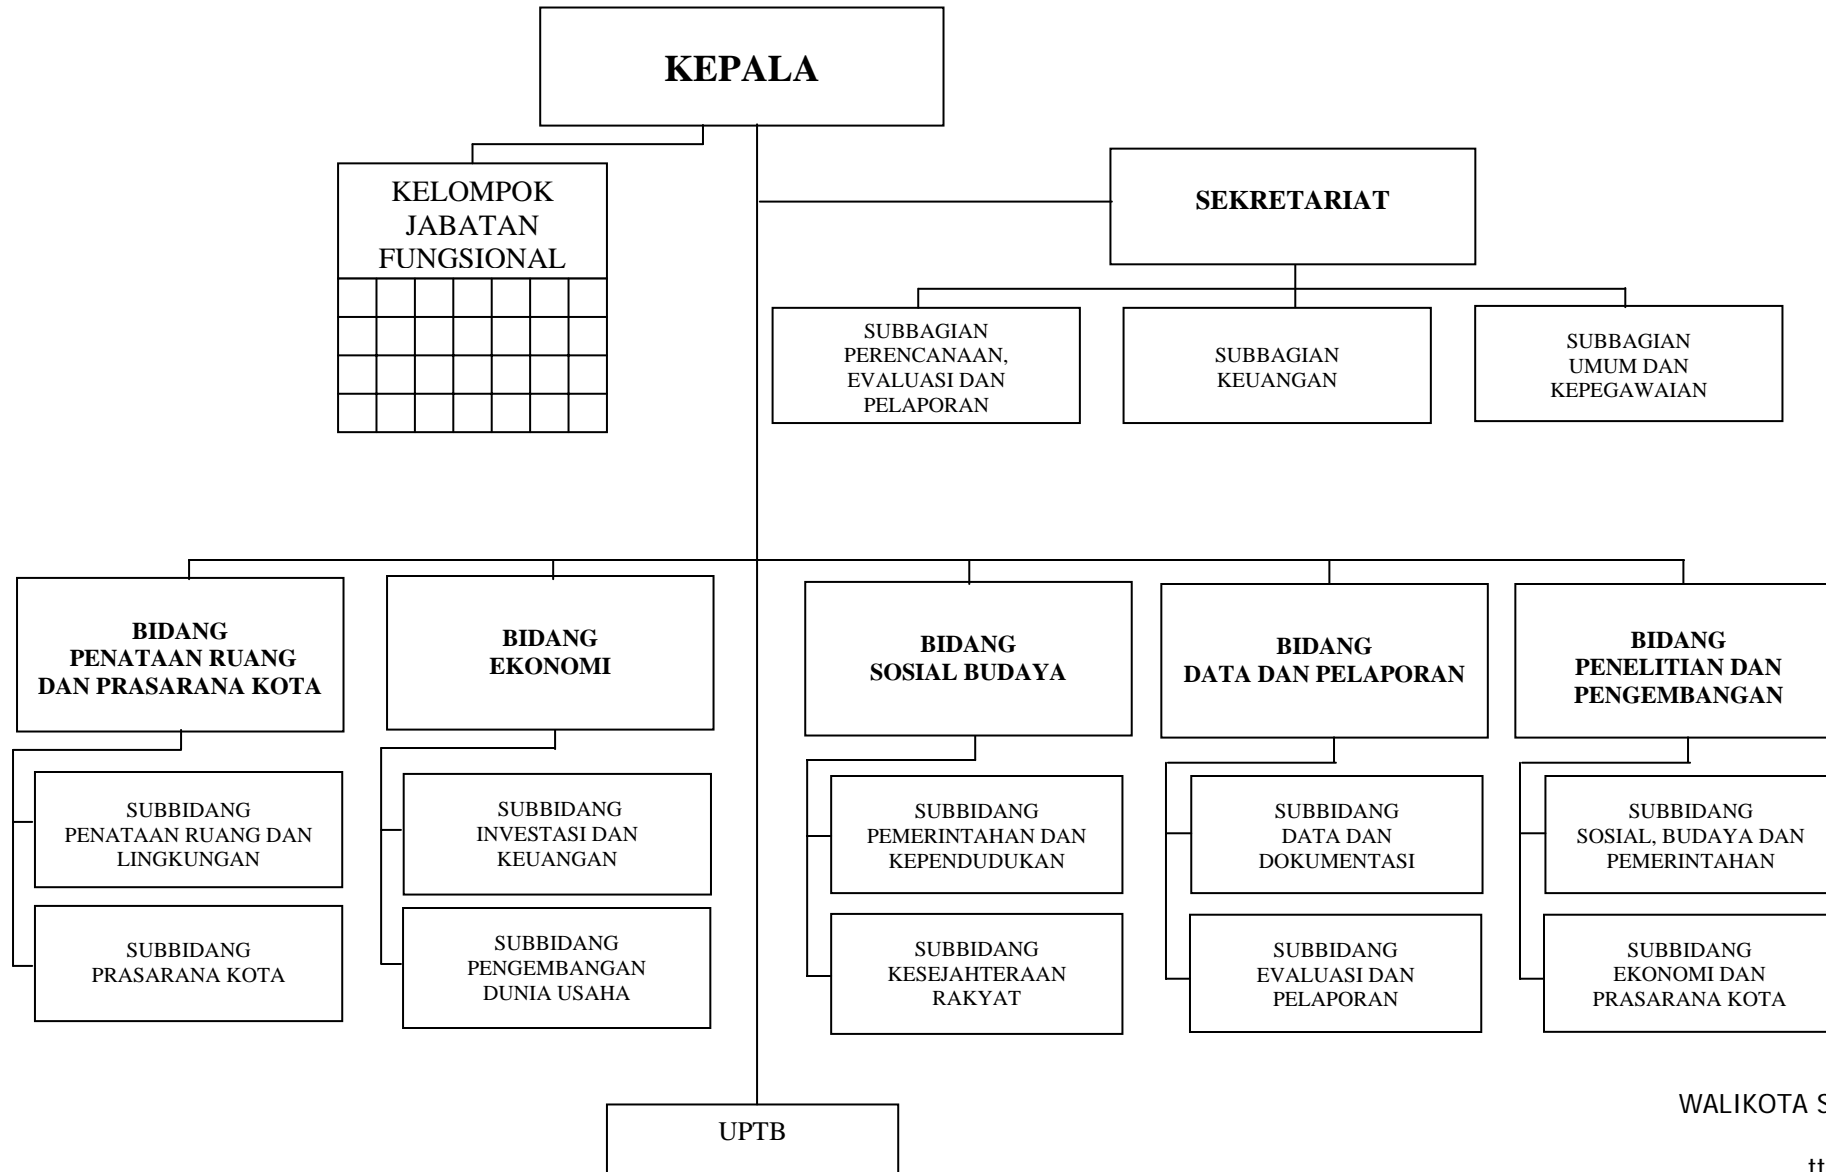 KEPALA
KELOMPOK
JABATAN
FUNGSIONAL
SEKRETARIAT
SUBBAGIAN
PERENCANAAN,
EVALUASI DAN
PELAPORAN
SUBBAGIAN
KEUANGAN
SUBBAGIAN
UMUM DAN
KEPEGAWAIAN
BIDANG
PENATAAN RUANG
DAN PRASARANA KOTA
BIDANG
EKONOMI
BIDANG
SOSIAL BUDAYA
BIDANG
DATA DAN PELAPORAN
BIDANG
PENELITIAN DAN
PENGEMBANGAN
SUBBIDANG
PENATAAN RUANG DAN
LINGKUNGAN
SUBBIDANG
INVESTASI DAN
KEUANGAN
SUBBIDANG
PEMERINTAHAN DAN
KEPENDUDUKAN
SUBBIDANG
DATA DAN
DOKUMENTASI
SUBBIDANG
SOSIAL, BUDAYA DAN
PEMERINTAHAN
SUBBIDANG
PRASARANA KOTA
SUBBIDANG
PENGEMBANGAN
DUNIA USAHA
SUBBIDANG
KESEJAHTERAAN
RAKYAT
SUBBIDANG
EVALUASI DAN
PELAPORAN
SUBBIDANG
EKONOMI DAN
PRASARANA KOTA
UPTB
WALIKOTA S